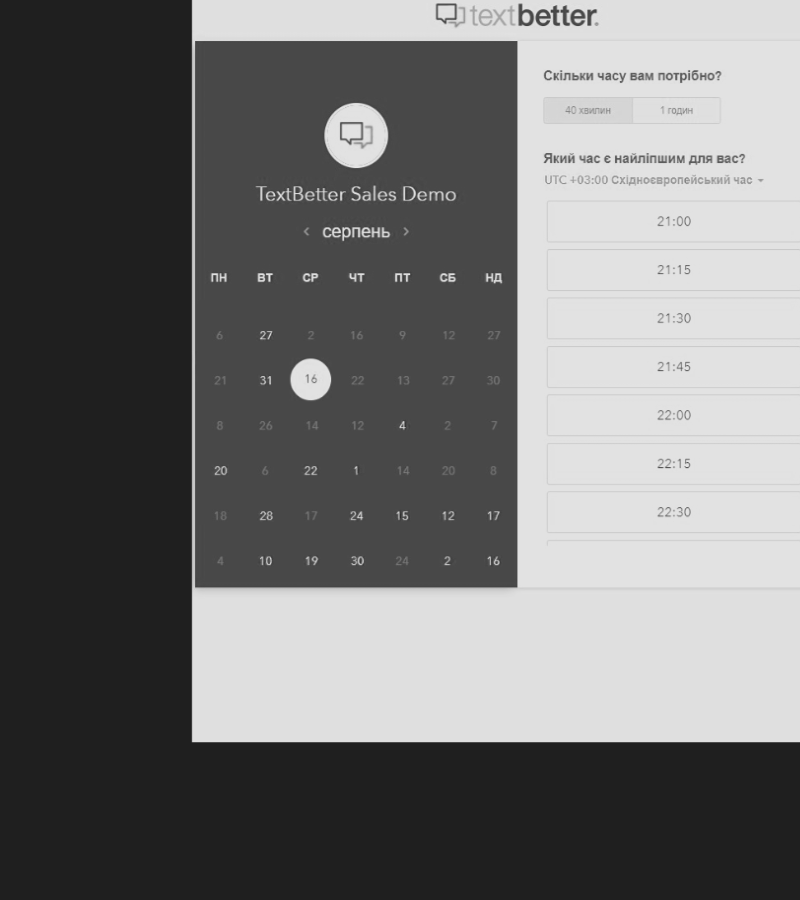 textbetter.
TextBetter Sales Demo
‹ серпень ›
ПН ВТ СР ЧТ ПТ СБ НД
6 27 2 16 9 12 27
21 31 16 22 13 27 30
8 26 14 12 4 2 7
20 6 22 1 14 20 8
18 28 17 24 15 12 17
4 10 19 30 24 2 16
Скільки часу вам потрібно?
40 хвилин 1 годин
Який час є найліпшим для вас?
UTC +03:00 Східноєвропейський час
21:00
21:15
21:30
21:45
22:00
22:15
22:30